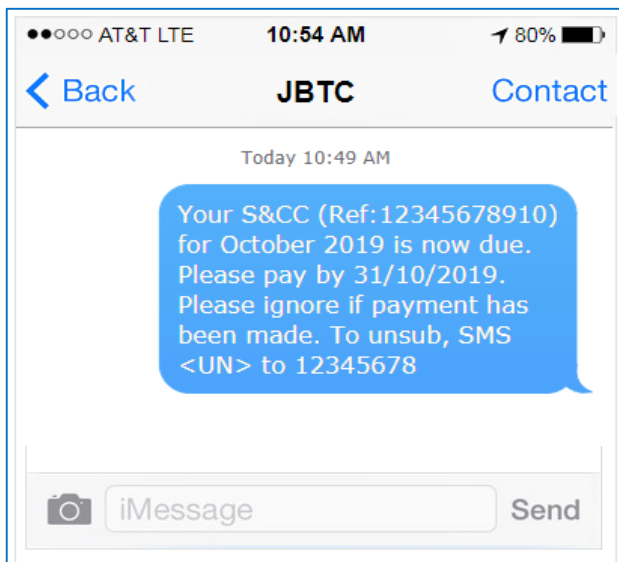 AT&T LTE 10:54 AM 80%
Back JBTC Contact
Today 10:49 AM
Your S&CC (Ref:12345678910)
for October 2019 is now due.
Please pay by 31/10/2019.
Please ignore if payment has
been made. To unsub, SMS
<UN> to 12345678
iMessage Send